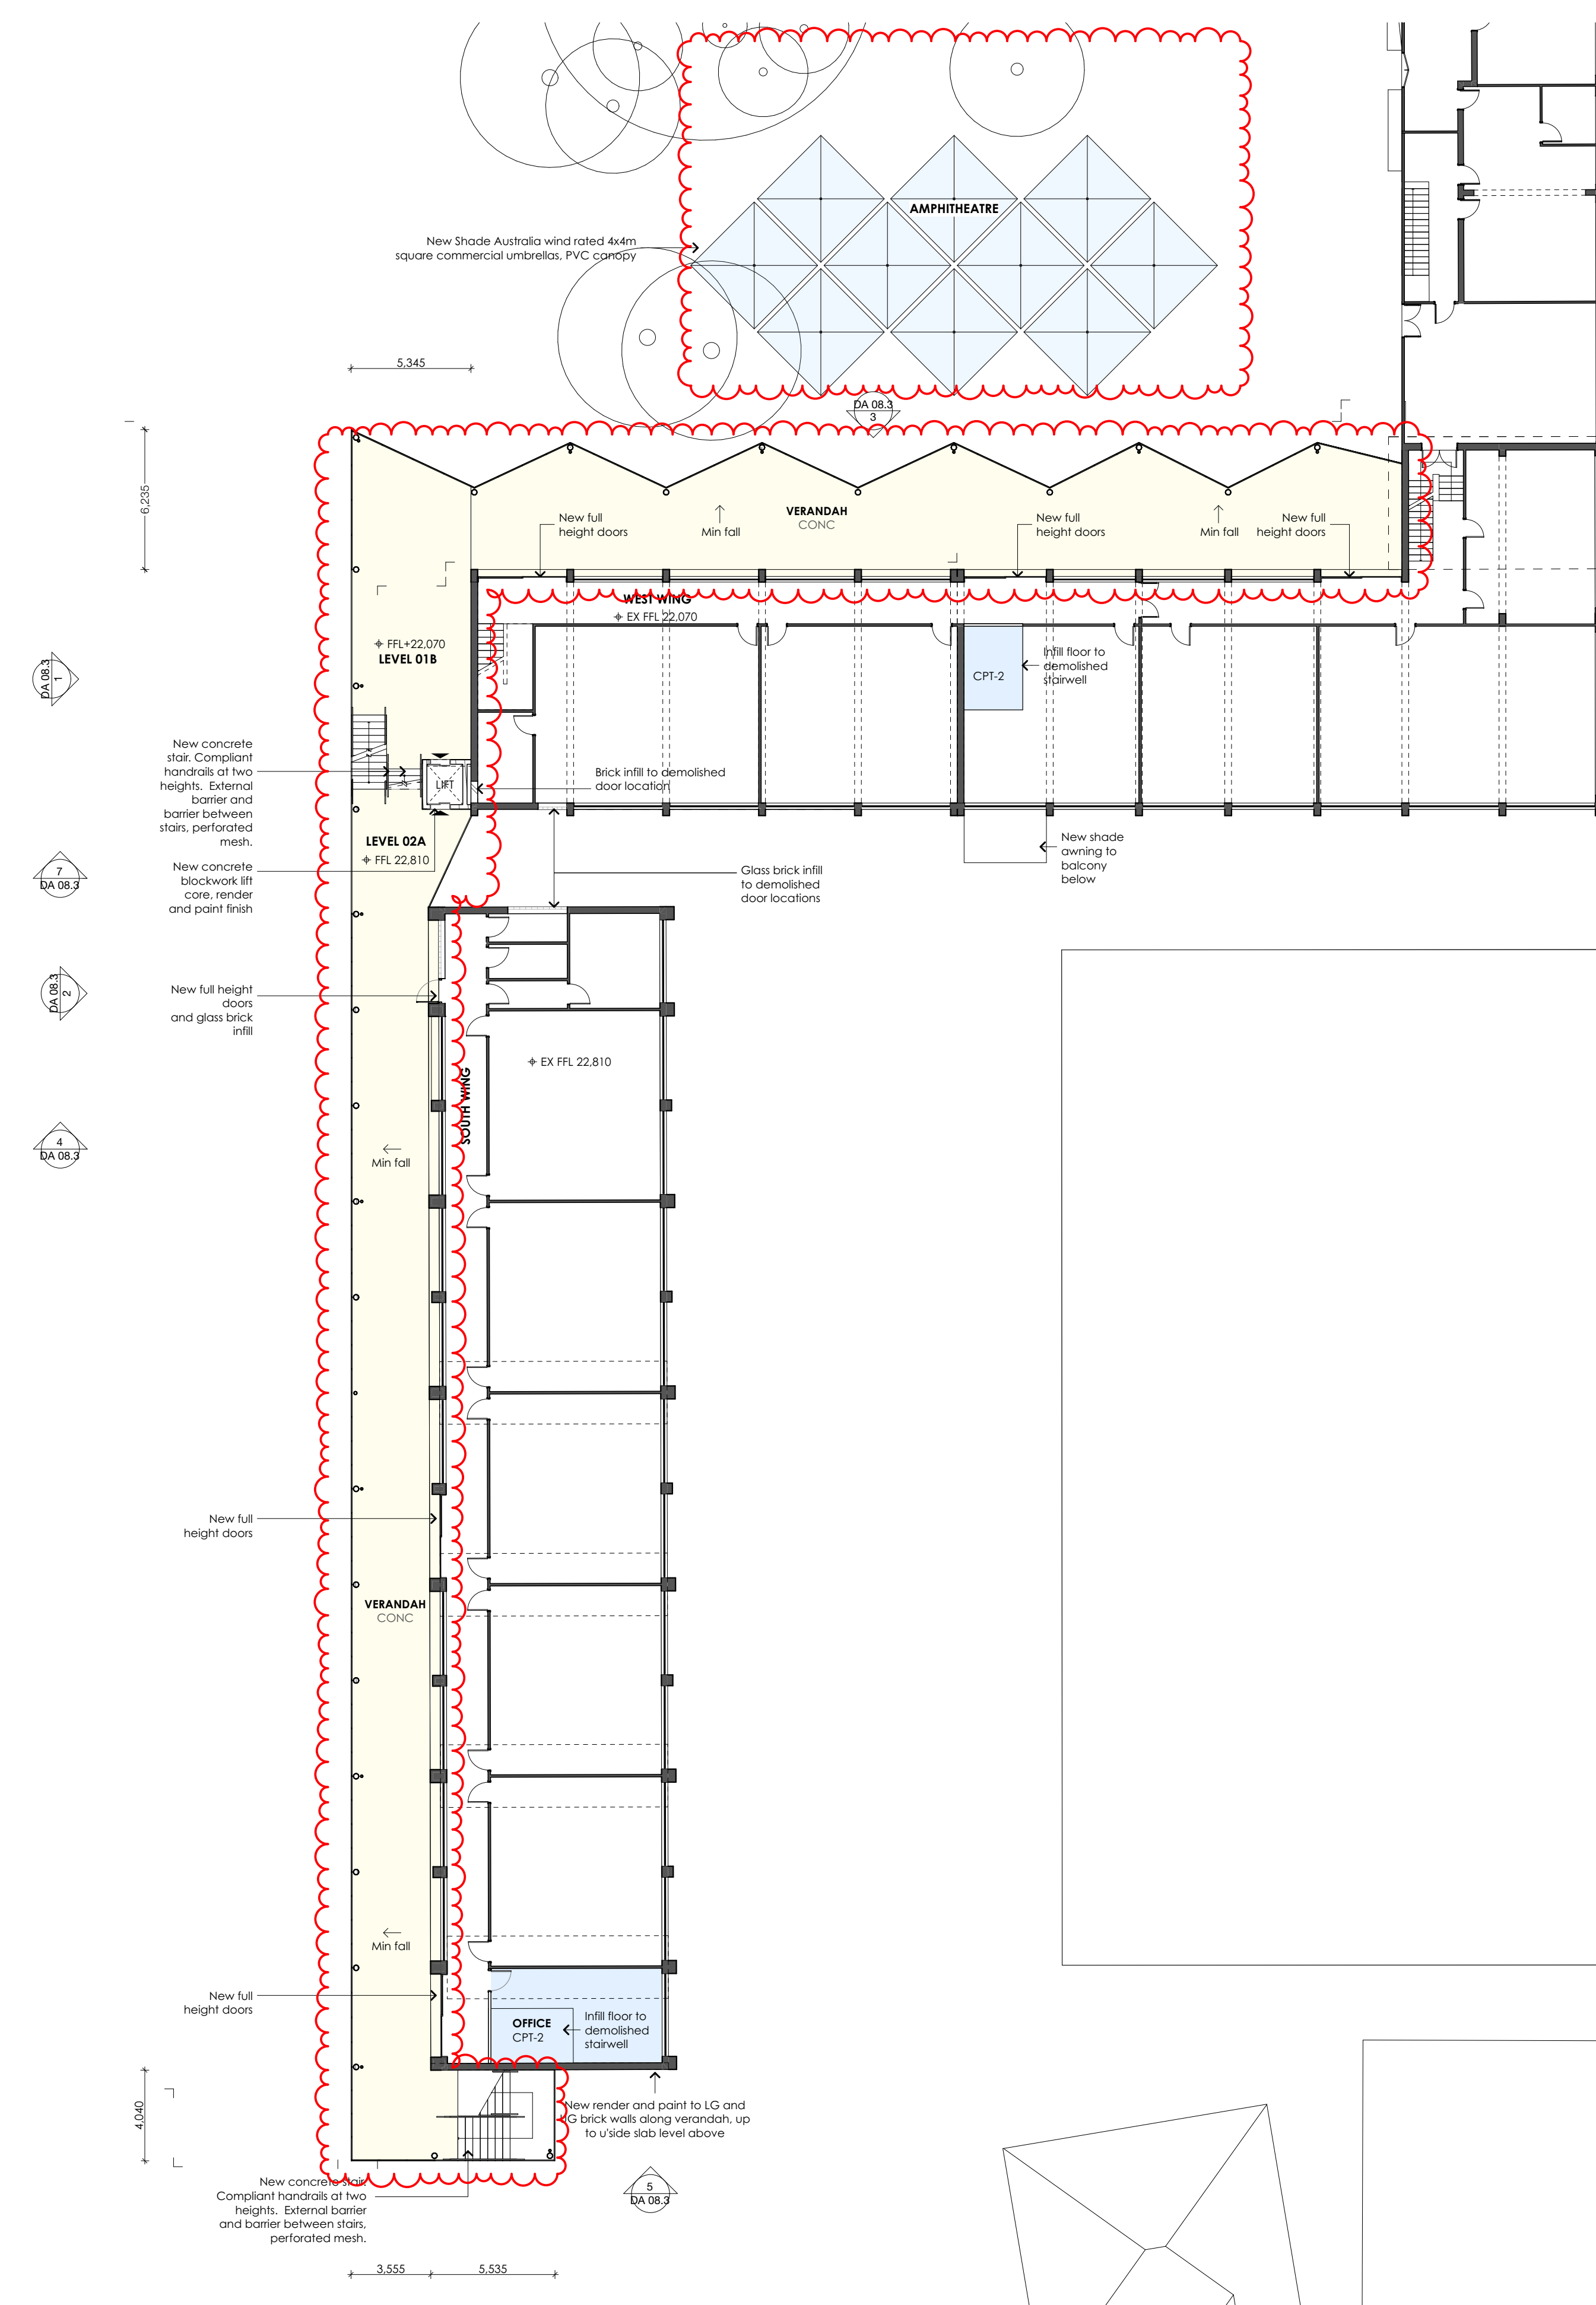 AMPHITHEATRE
New Shade Australia wind rated 4x4m
square commercial umbrellas, PVC canopy
5,345
DA 08.3
3
6,235
VERANDAH
CONC
New full
height doors
Min fall
New full
height doors
Min fall
New full
height doors
WEST WING
EX FFL 22,070
FFL+22,070
LEVEL 01B
DA 08.3
1
CPT-2
Infill floor to
demolished
stairwell
New concrete
stair. Compliant
handrails at two
heights. External
barrier and
barrier between
stairs, perforated
mesh.
LIFT
Brick infill to demolished
door location
LEVEL 02A
FFL 22,810
New shade
awning to
balcony
below
7
DA 08.3
New concrete
blockwork lift
core, render
and paint finish
Glass brick infill
to demolished
door locations
DA 08.3
2
New full height
doors
and glass brick
infill
EX FFL 22,810
SOUTH WING
4
DA 08.3
Min fall
New full
height doors
VERANDAH
CONC
Min fall
New full
height doors
OFFICE
CPT-2
Infill floor to
demolished
stairwell
4,040
New render and paint to LG and
UG brick walls along verandah, up
to u'side slab level above
New concrete stair.
Compliant handrails at two
heights. External barrier
and barrier between stairs,
perforated mesh.
5
DA 08.3
3,555
5,535